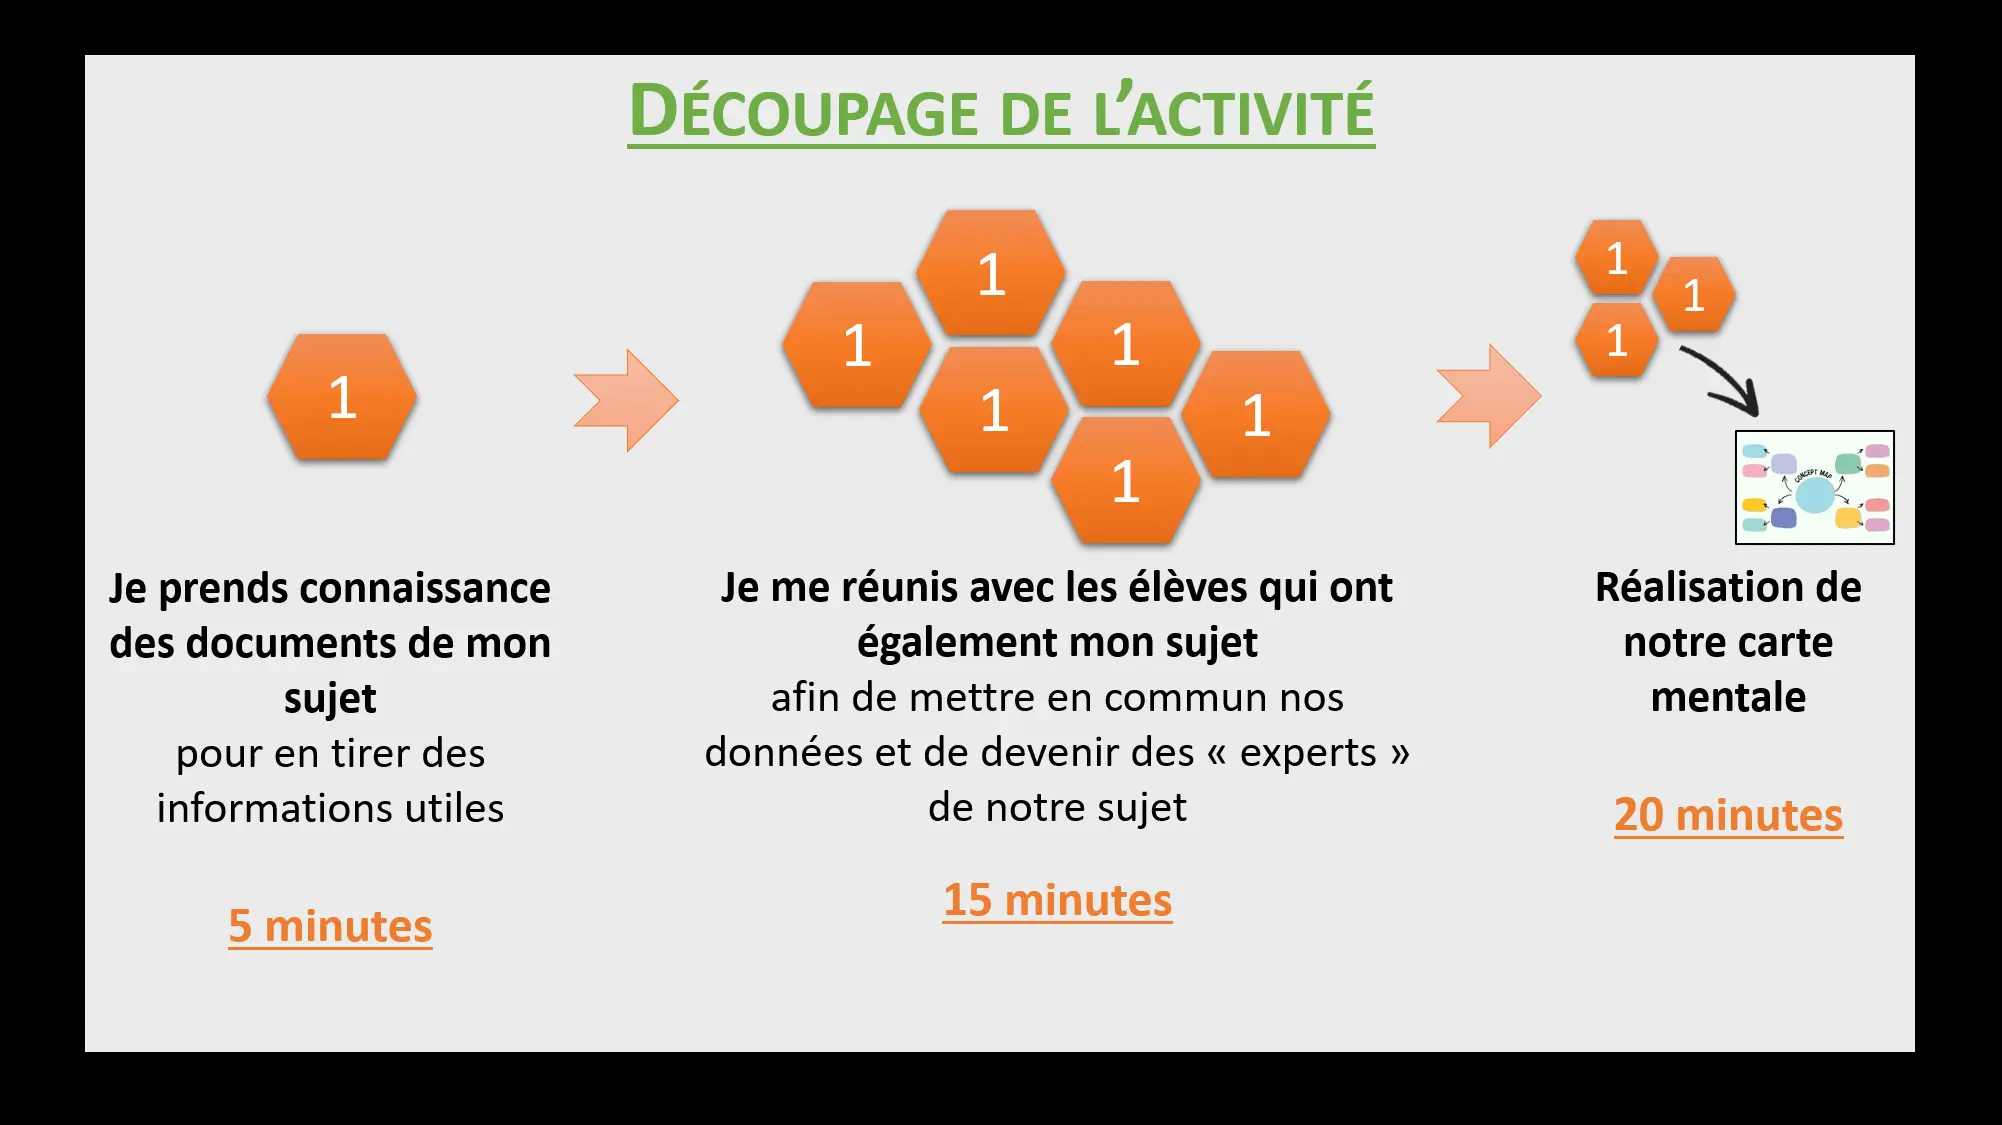 DÉCOUPAGE DE L’ACTIVITÉ
1
1
1
1
1
1
1
1
1
1
CONCEPT MAP
Je prends connaissance
des documents de mon
sujet
pour en tirer des
informations utiles
5 minutes
Je me réunis avec les élèves qui ont
également mon sujet
afin de mettre en commun nos
données et de devenir des « experts »
de notre sujet
15 minutes
Réalisation de
notre carte
mentale
20 minutes